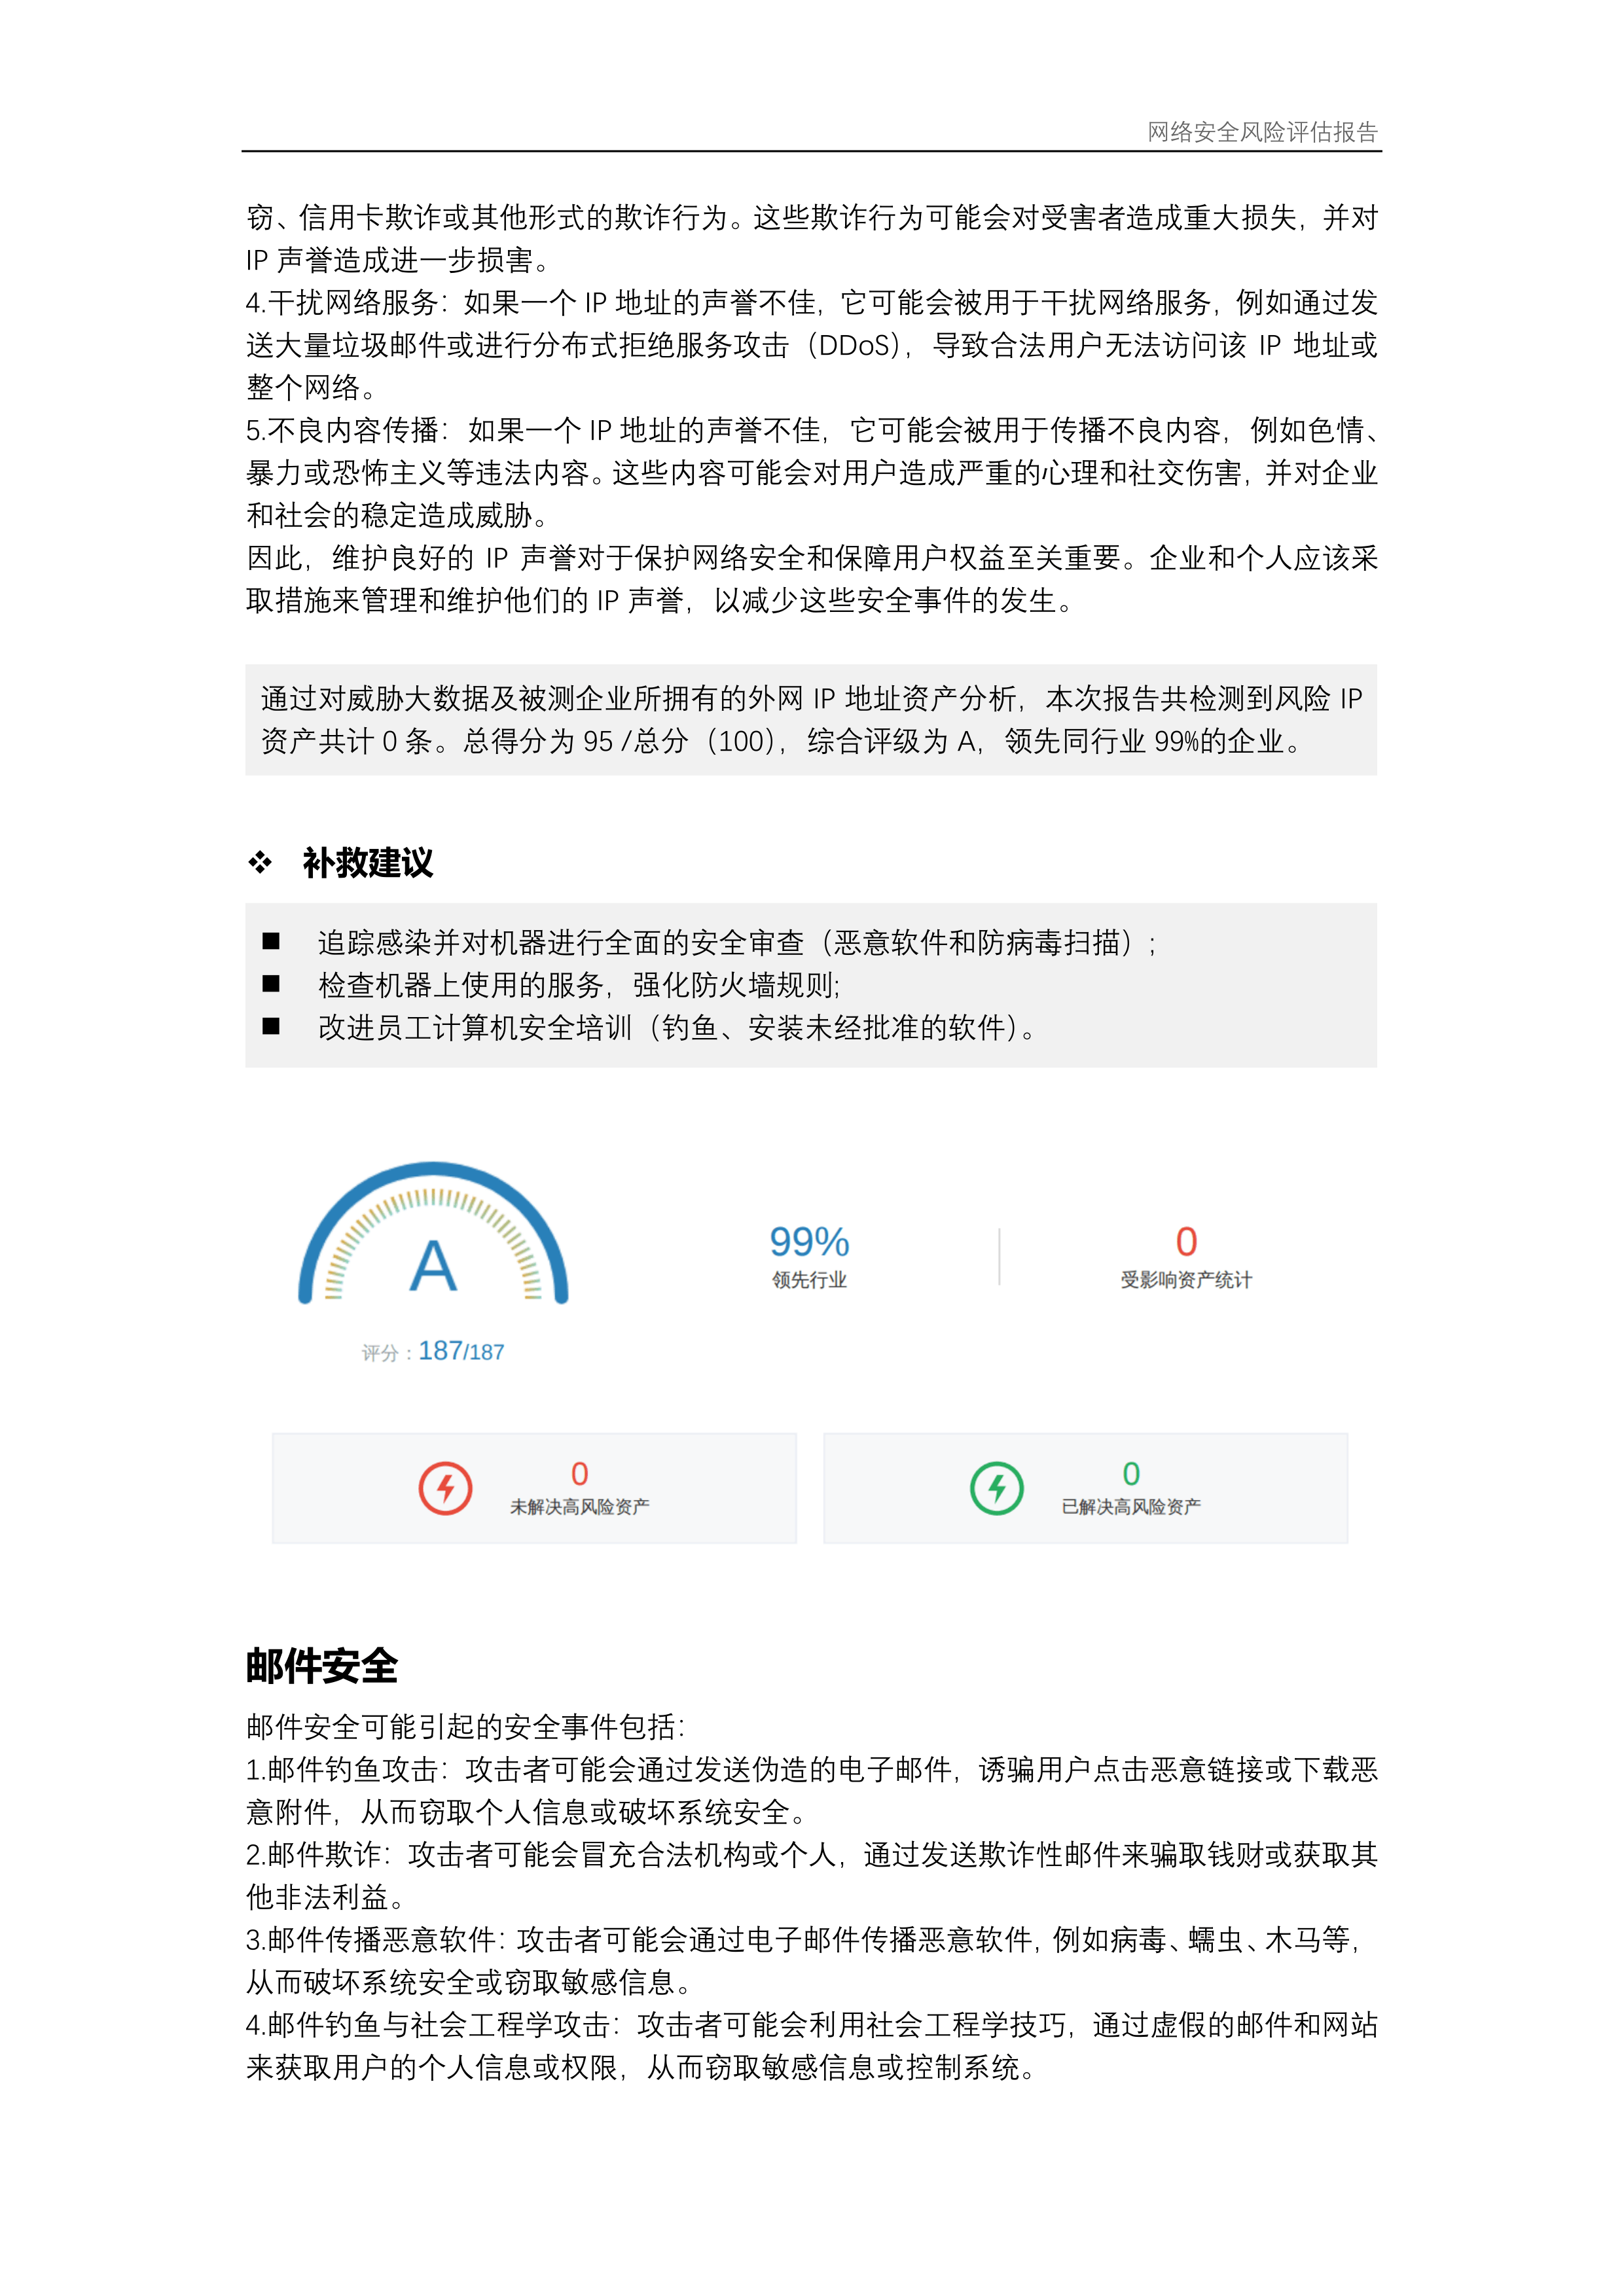 网络安全风险评估报告
窃、信用卡欺诈或其他形式的欺诈行为。这些欺诈行为可能会对受害者造成重大损失，并对
IP 声誉造成进一步损害。
4.干扰网络服务：如果一个 IP 地址的声誉不佳，它可能会被用于干扰网络服务，例如通过发
送大量垃圾邮件或进行分布式拒绝服务攻击（DDoS），导致合法用户无法访问该 IP 地址或
整个网络。
5.不良内容传播：如果一个 IP 地址的声誉不佳，它可能会被用于传播不良内容，例如色情、
暴力或恐怖主义等违法内容。这些内容可能会对用户造成严重的心理和社交伤害，并对企业
和社会的稳定造成威胁。
因此，维护良好的 IP 声誉对于保护网络安全和保障用户权益至关重要。企业和个人应该采
取措施来管理和维护他们的 IP 声誉，以减少这些安全事件的发生。
通过对威胁大数据及被测企业所拥有的外网 IP 地址资产分析，本次报告共检测到风险 IP
资产共计 0 条。总得分为 95 /总分（100），综合评级为 A，领先同行业 99%的企业。
❖ 补救建议
■ 追踪感染并对机器进行全面的安全审查（恶意软件和防病毒扫描）;
■ 检查机器上使用的服务，强化防火墙规则;
■ 改进员工计算机安全培训（钓鱼、安装未经批准的软件）。
A
评分：187/187
99%
领先行业
0
受影响资产统计
0
未解决高风险资产
0
已解决高风险资产
邮件安全
邮件安全可能引起的安全事件包括：
1.邮件钓鱼攻击：攻击者可能会通过发送伪造的电子邮件，诱骗用户点击恶意链接或下载恶
意附件，从而窃取个人信息或破坏系统安全。
2.邮件欺诈：攻击者可能会冒充合法机构或个人，通过发送欺诈性邮件来骗取钱财或获取其
他非法利益。
3.邮件传播恶意软件：攻击者可能会通过电子邮件传播恶意软件，例如病毒、蠕虫、木马等，
从而破坏系统安全或窃取敏感信息。
4.邮件钓鱼与社会工程学攻击：攻击者可能会利用社会工程学技巧，通过虚假的邮件和网站
来获取用户的个人信息或权限，从而窃取敏感信息或控制系统。